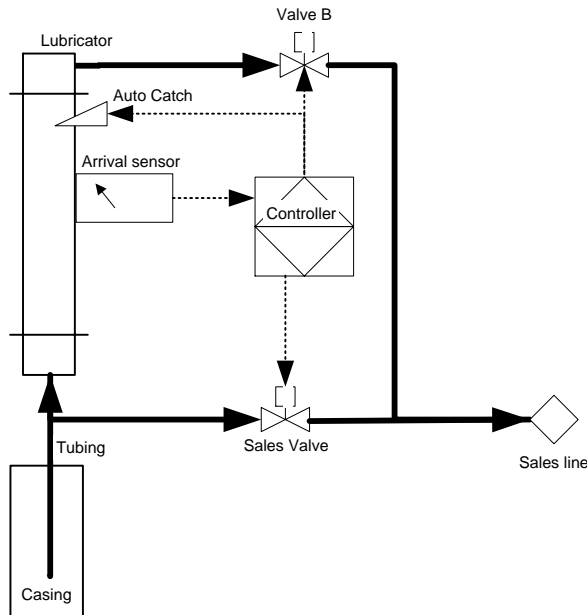 Valve B
Lubricator
Auto Catch
Arrival sensor
Controller
Tubing
Sales Valve
Sales line
Casing